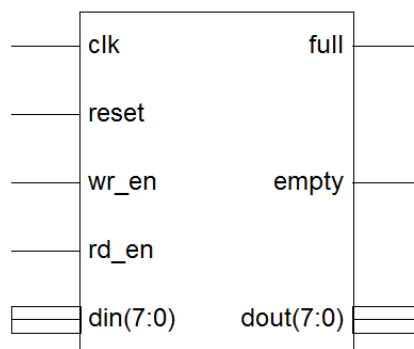 clk full
reset
wr_en empty
rd_en
din(7:0) dout(7:0)